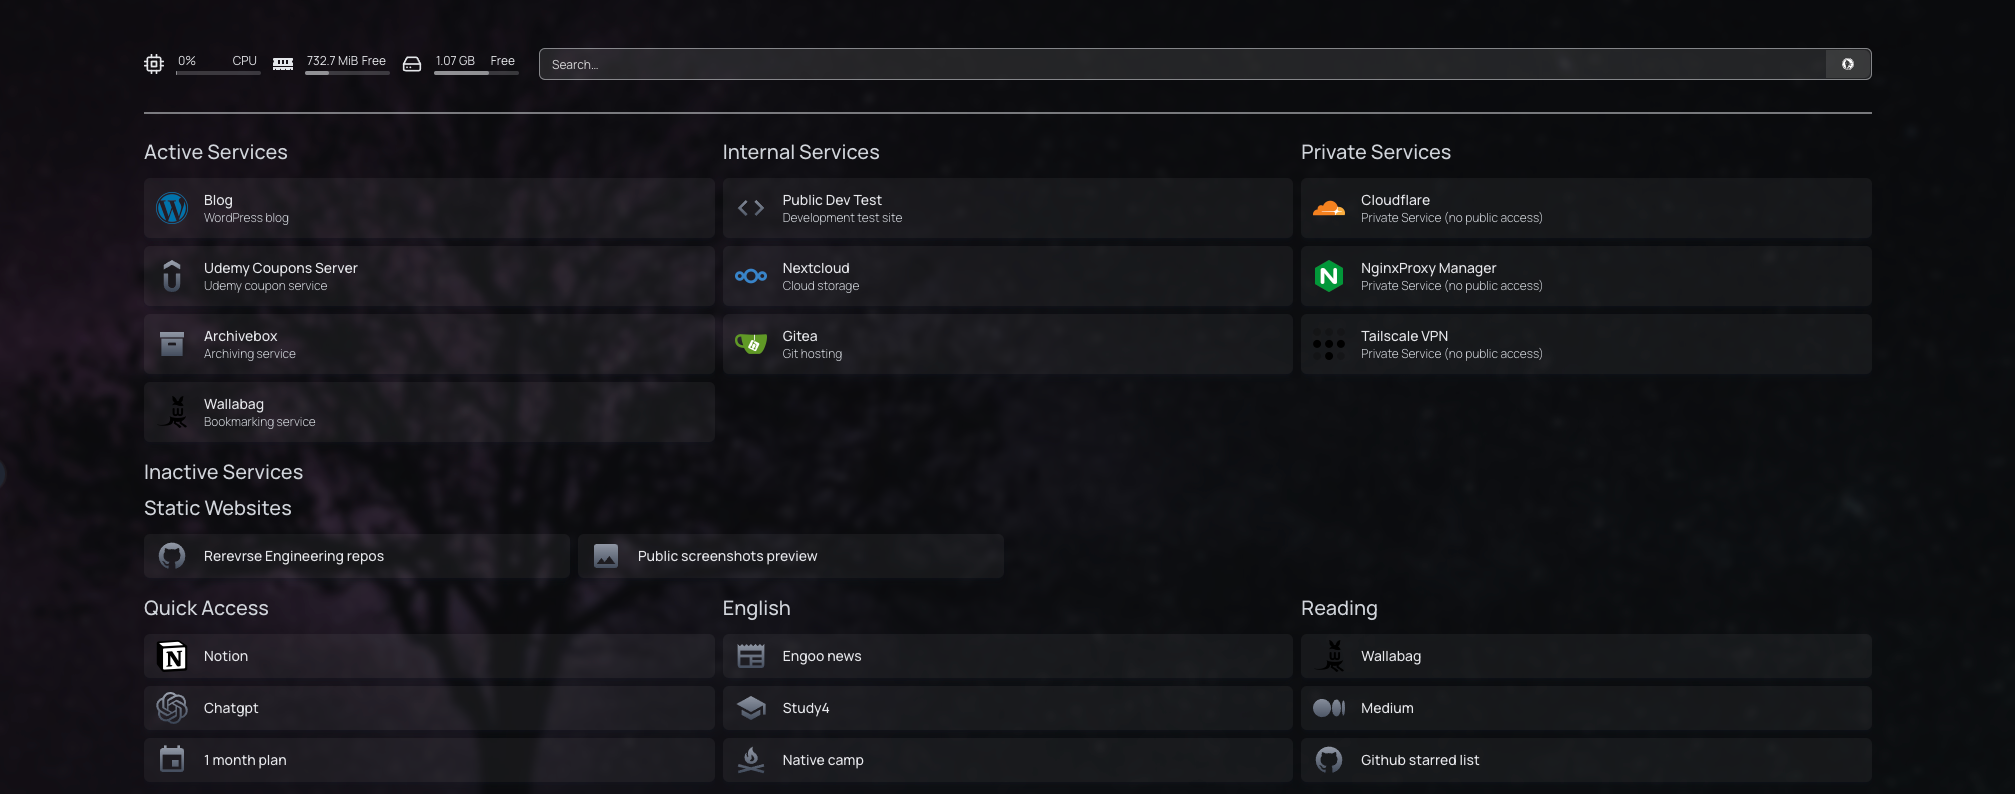 0% CPU 732.7 MiB Free 1.07 GB Free Search...
Active Services
Blog
WordPress blog
Udemy Coupons Server
Udemy coupon service
Archivebox
Archiving service
Wallabag
Bookmarking service
Internal Services
Public Dev Test
Development test site
Nextcloud
Cloud storage
Gitea
Git hosting
Private Services
Cloudflare
Private Service (no public access)
NginxProxy Manager
Private Service (no public access)
Tailscale VPN
Private Service (no public access)
Inactive Services
Static Websites
Rerevrse Engineering repos
Public screenshots preview
Quick Access
Notion
Chatgpt
1 month plan
English
Engoo news
Study4
Native camp
Reading
Wallabag
Medium
Github starred list